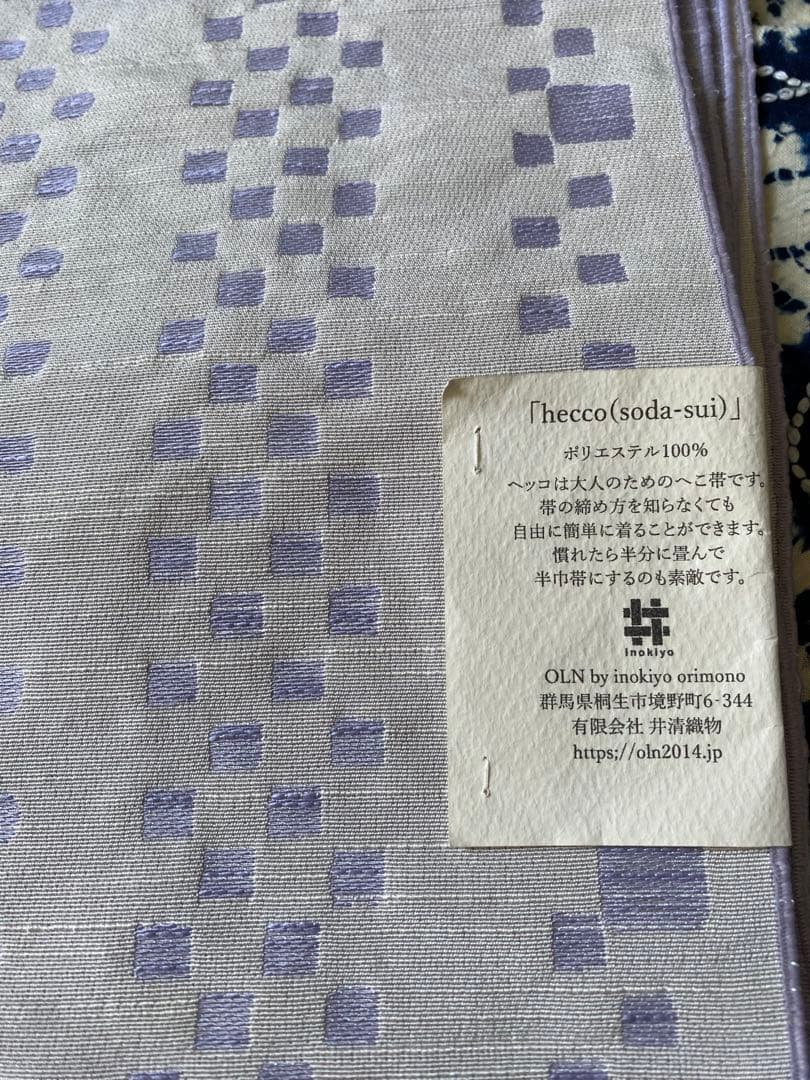 「hecco(soda-sui)」
ポリエステル100%
ヘッコは大人のためのへこ帯です。
帯の締め方を知らなくても
自由に簡単に着ることができます。
慣れたら半分に畳んで
半巾帯にするのも素敵です。
inokiyo
OLN by inokiyo orimono
群馬県桐生市境野町6-344
有限会社 井清織物
https;//oln2014.jp